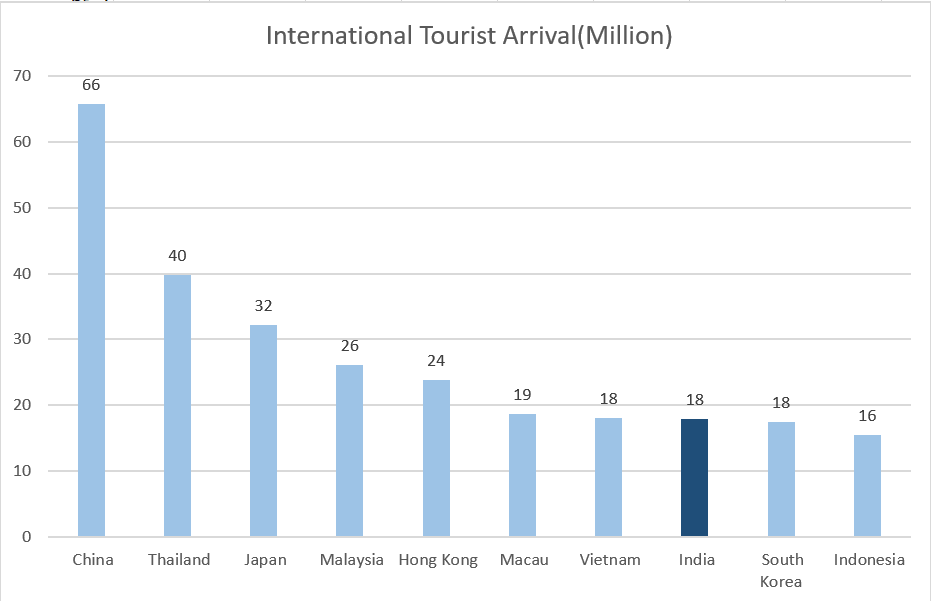 International Tourist Arrival(Million)
70
60
50
40
30
20
10
0
66
40
32
26
24
19
18
18
18
16
China
Thailand
Japan
Malaysia
Hong Kong
Macau
Vietnam
India
South
Korea
Indonesia